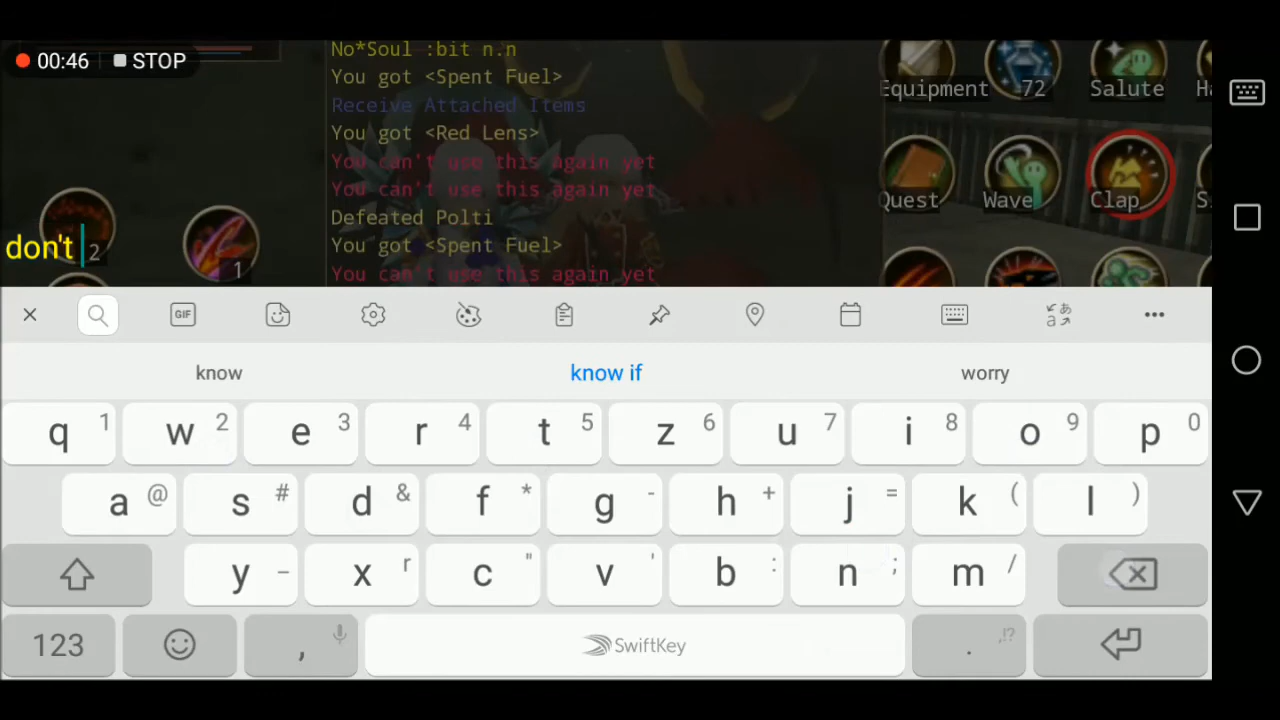 No*Soul :bit n.n
00:46 STOP
You got <Spent Fuel>
Equipment 72 Salute
Receive Attached Items
You got <Red Lens>
You can't use this again yet
You can't use this again yet
Quest Wave Clap
Defeated Polti
don't 2
You got <Spent Fuel>
1
You can't use this again yet
GIF
know know if worry
q 1 w 2 e 3 r 4 t 5 z 6 u 7 i 8 o 9 p 0
a @ s # d & f * g - h + j = k ( l )
y – x r c " v ' b : n ; m /
123 , SwiftKey . ,!?